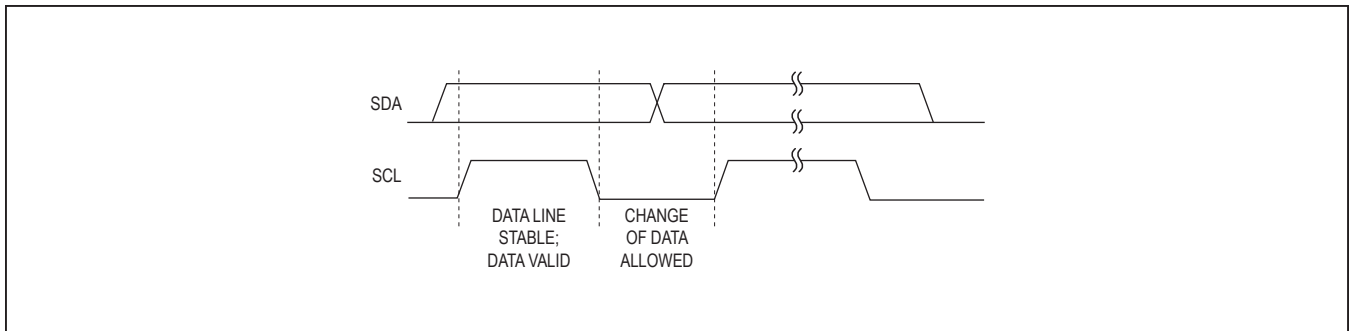 SDA
SCL
DATA LINE
STABLE;
DATA VALID
CHANGE
OF DATA
ALLOWED